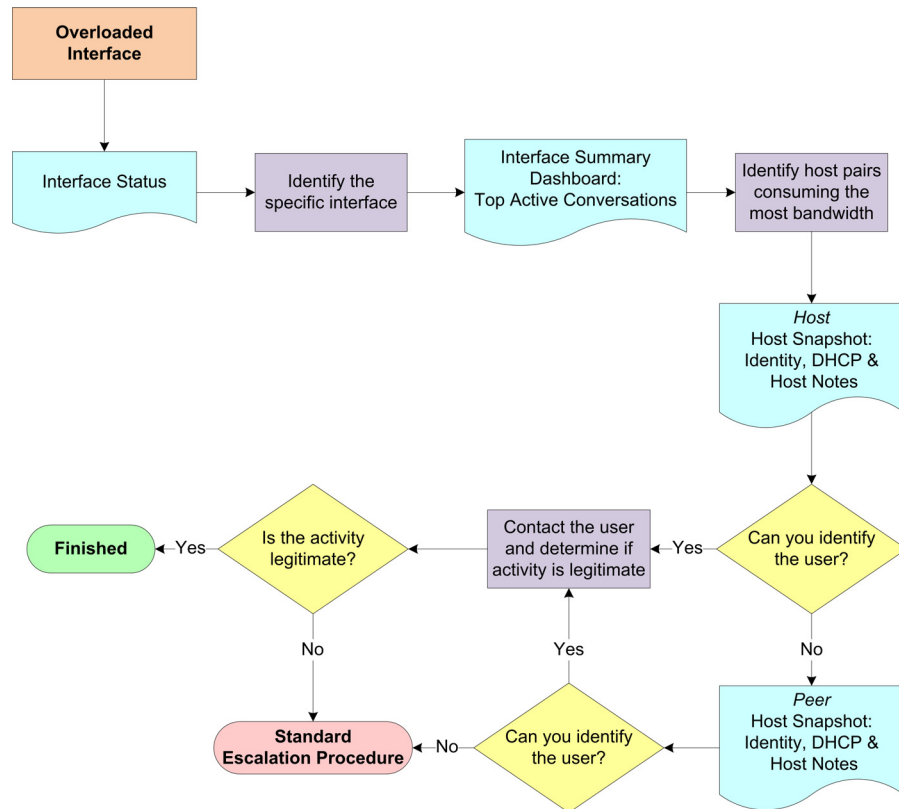 Overloaded
Interface
Interface Status
Identify the
specific interface
Interface Summary
Dashboard:
Top Active Conversations
Identify host pairs
consuming the
most bandwidth
Host
Host Snapshot:
Identity, DHCP &
Host Notes
Can you identify
the user?
Yes
Contact the user
and determine if
activity is legitimate
Is the activity
legitimate?
Yes
Finished
No
No
Peer
Host Snapshot:
Identity, DHCP &
Host Notes
Can you identify
the user?
Yes
No
Standard
Escalation Procedure